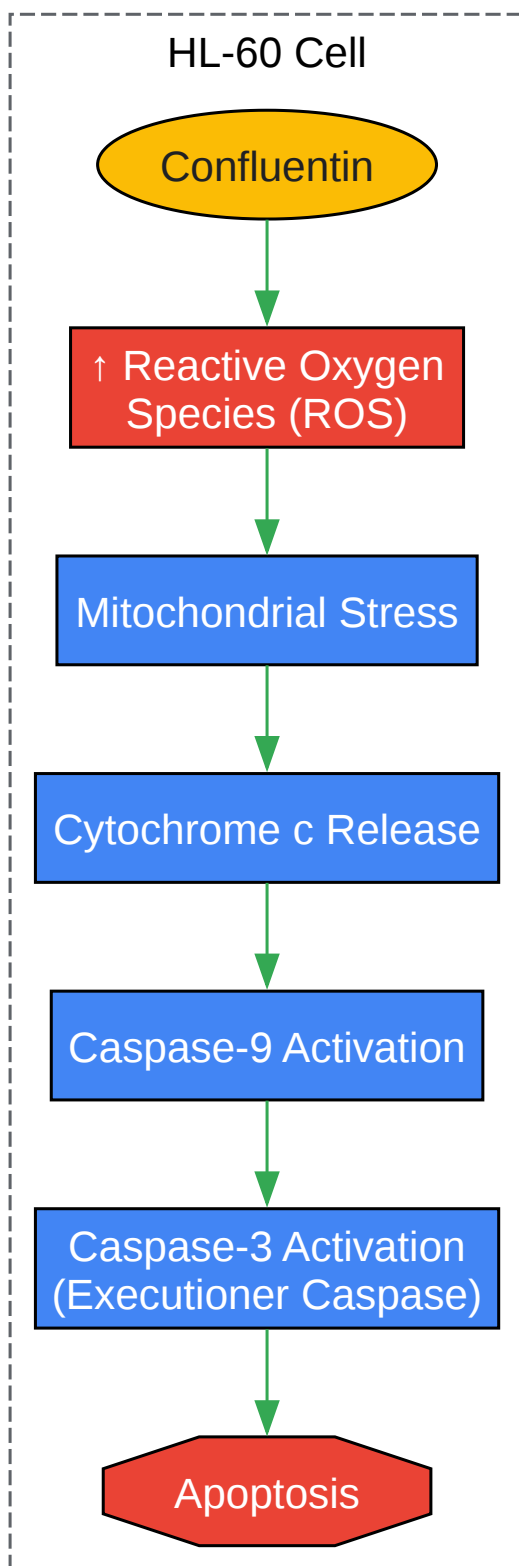 HL-60 Cell
Confluentin
↑ Reactive Oxygen
Species (ROS)
Mitochondrial Stress
Cytochrome c Release
Caspase-9 Activation
Caspase-3 Activation
(Executioner Caspase)
Apoptosis